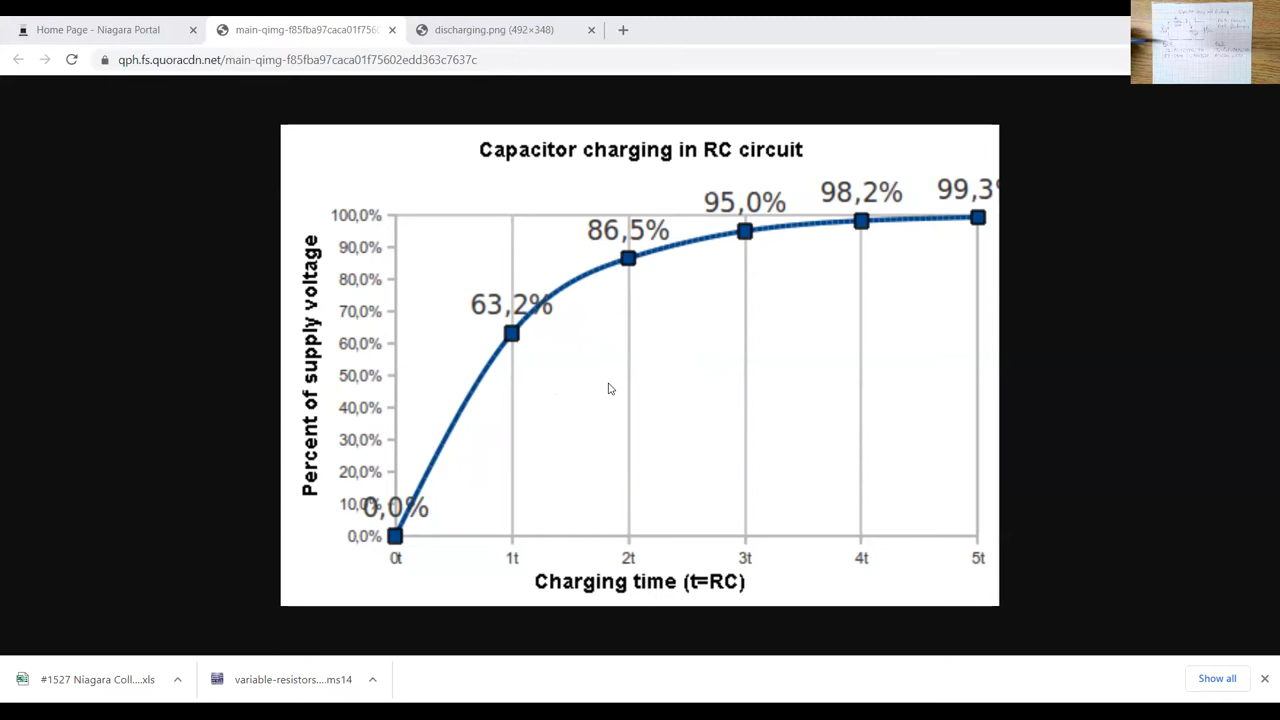 Home Page - Niagara Portal
main-qimg-f85fba97caca01f1f7560
discharging.png (492×348)
qph.fs.quoracdn.net/main-qimg-f85fba97caca01f1f75602edd363c763
Capacitor charging in RC circuit
Percent of supply voltage
100,0%
90,0%
80,0%
70,0%
60,0%
50,0%
40,0%
30,0%
20,0%
10,0%
0,0%
0,0%
63,2%
86,5%
95,0%
98,2%
99,3
0t 1t 2t 3t 4t 5t
Charging time (t=RC)
#1527 Niagara Coll....xls
variable-resistors....ms14
Show all